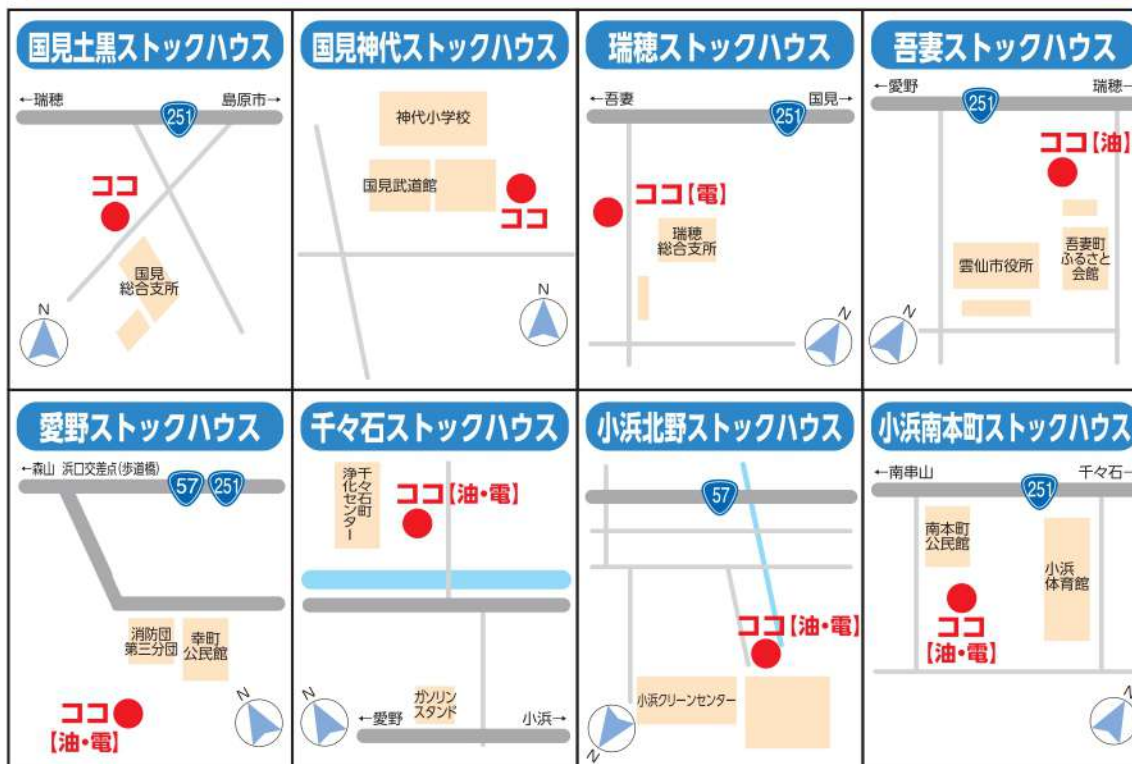 国見土黒ストックハウス
←瑞穂
島原市→
251
ココ
国見
総合支所
N
国見神代ストックハウス
神代小学校
国見武道館
ココ
N
瑞穂ストックハウス
←吾妻
国見→
251
ココ【電】
瑞穂
総合支所
N
吾妻ストックハウス
←愛野
瑞穂→
251
ココ【油】
吾妻町
ふるさと
会館
雲仙市役所
N
愛野ストックハウス
←森山 浜口交差点(歩道橋)
57
251
消防団
第三分団
幸町
公民館
ココ
【油・電】
N
千々石ストックハウス
千々石町
浄化センター
ココ【油・電】
ガソリン
スタンド
←愛野
小浜→
N
小浜北野ストックハウス
57
ココ【油・電】
小浜クリーンセンター
N
小浜南本町ストックハウス
←南串山
千々石→
251
南本町
公民館
小浜
体育館
ココ
【油・電】
N